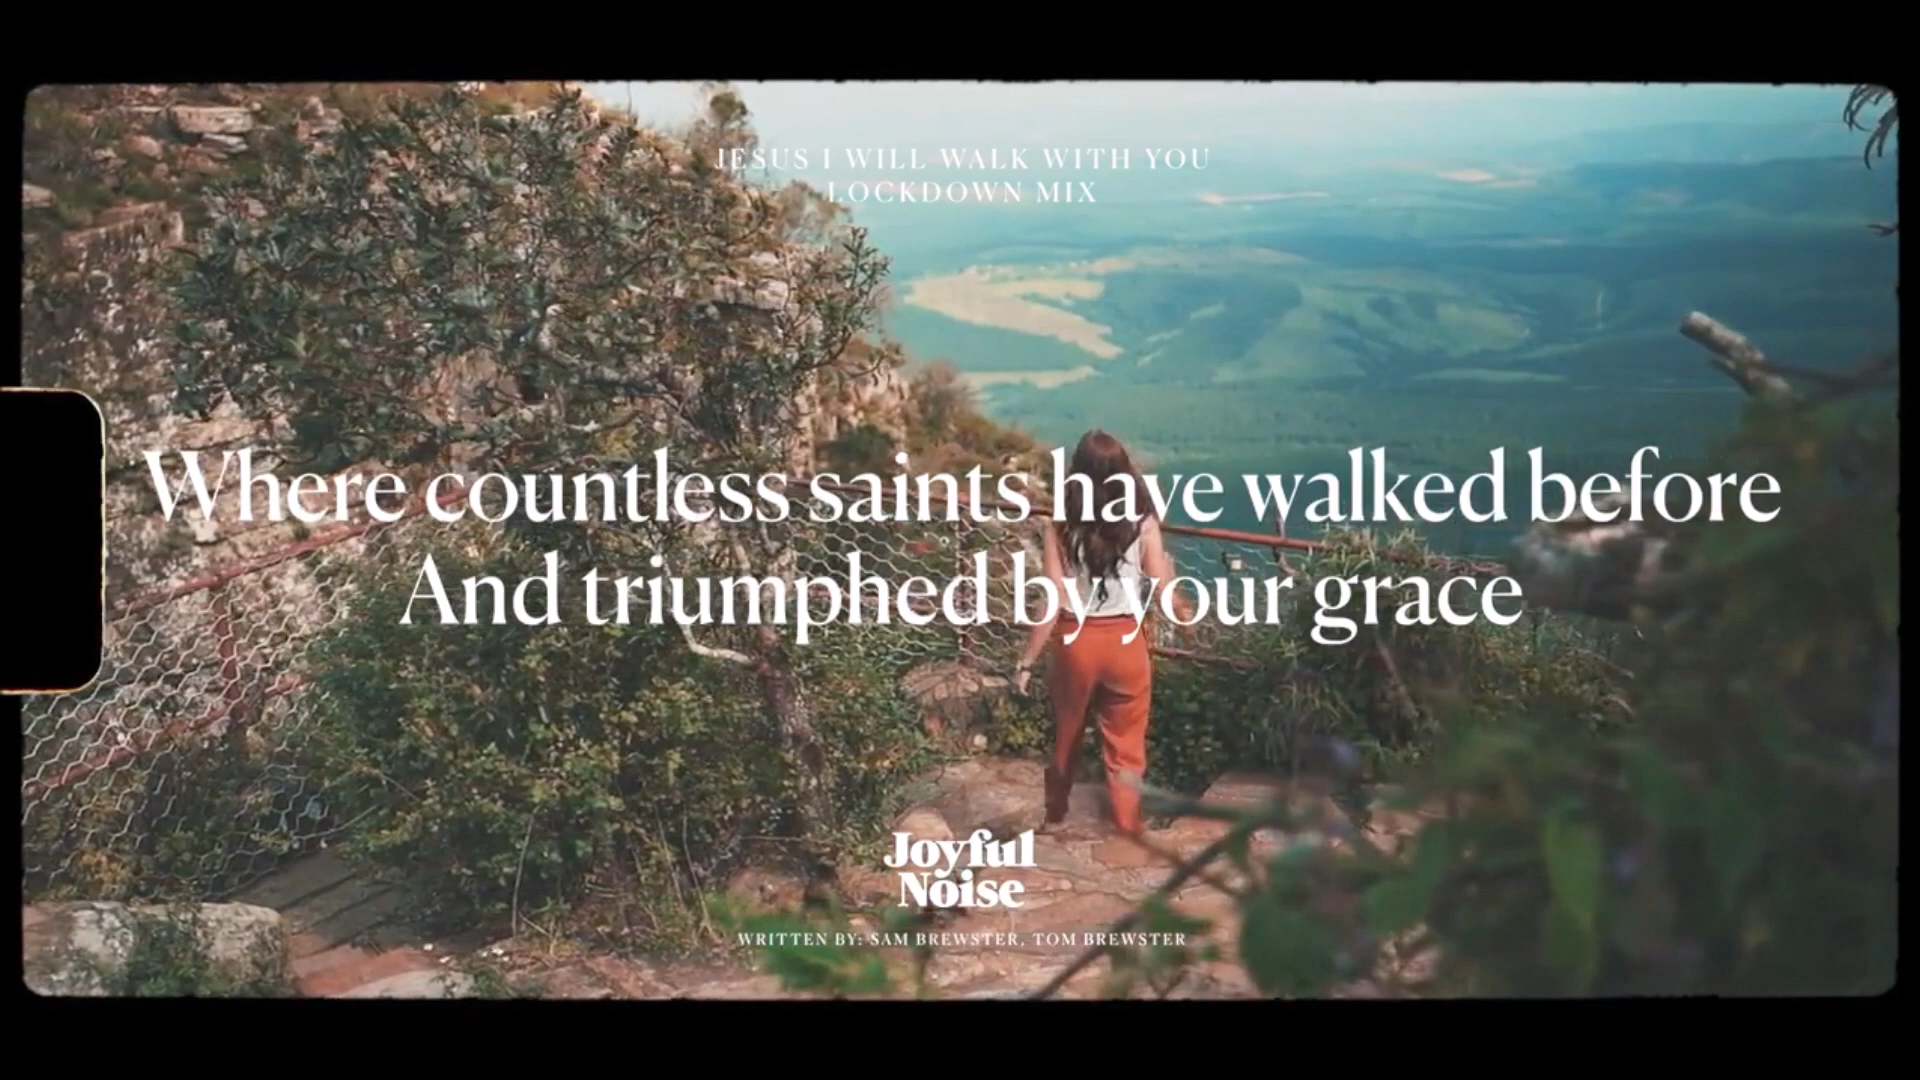 JESUS I WILL WALK WITH YOU
LOCKDOWN MIX
Where countless saints have walked before
And triumphed by your grace
Joyful
Noise
WRITTEN BY: SAM BREWSTER, TOM BREWSTER